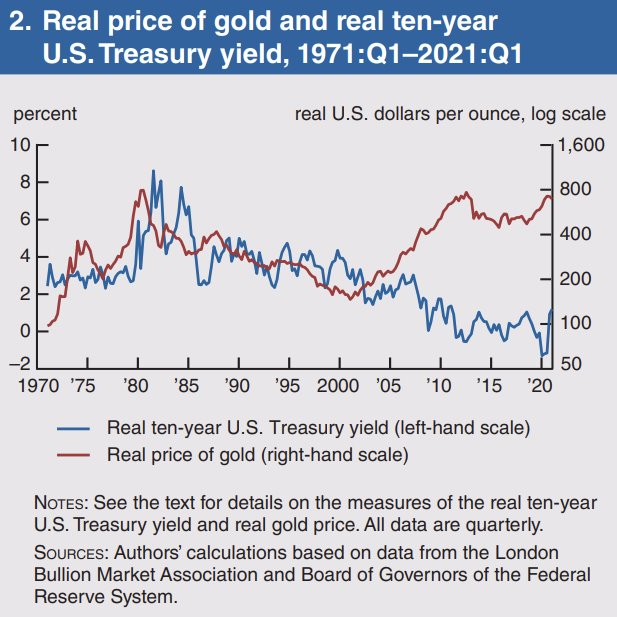 2. Real price of gold and real ten-year
U.S. Treasury yield, 1971:Q1–2021:Q1
percent
real U.S. dollars per ounce, log scale
10
8
6
4
2
0
–2
1,600
800
400
200
100
50
1970 ’75 ’80 ’85 ’90 ’95 2000 ’05 ’10 ’15 ’20
Real ten-year U.S. Treasury yield (left-hand scale)
Real price of gold (right-hand scale)
NOTES: See the text for details on the measures of the real ten-year
U.S. Treasury yield and real gold price. All data are quarterly.
SOURCES: Authors’ calculations based on data from the London
Bullion Market Association and Board of Governors of the Federal
Reserve System.